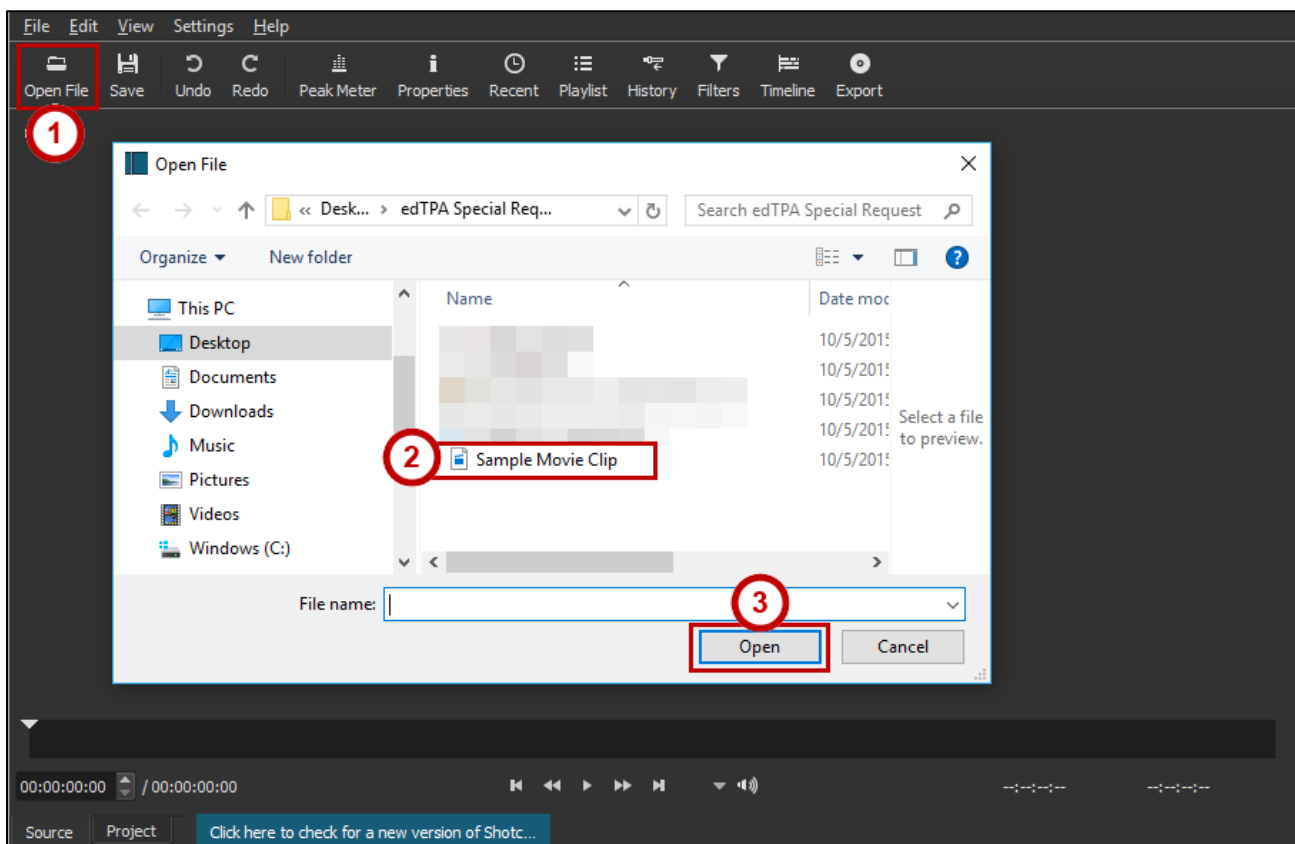 File Edit View Settings Help
Open File Save Undo Redo Peak Meter Properties Recent Playlist History Filters Timeline Export
1
Open File
« Desk... › edTPA Special Req... Search edTPA Special Request
Organize New folder ?
This PC
Desktop
Documents
Downloads
Music
Pictures
Videos
Windows (C:)
Name Date mod
10/5/2015
10/5/2015
10/5/2015
10/5/2015
2 Sample Movie Clip 10/5/2015
Select a file
to preview.
File name:
3
Open Cancel
00:00:00:00 / 00:00:00:00 --:--:--:-- --:--:--:--
Source Project Click here to check for a new version of Shotc...